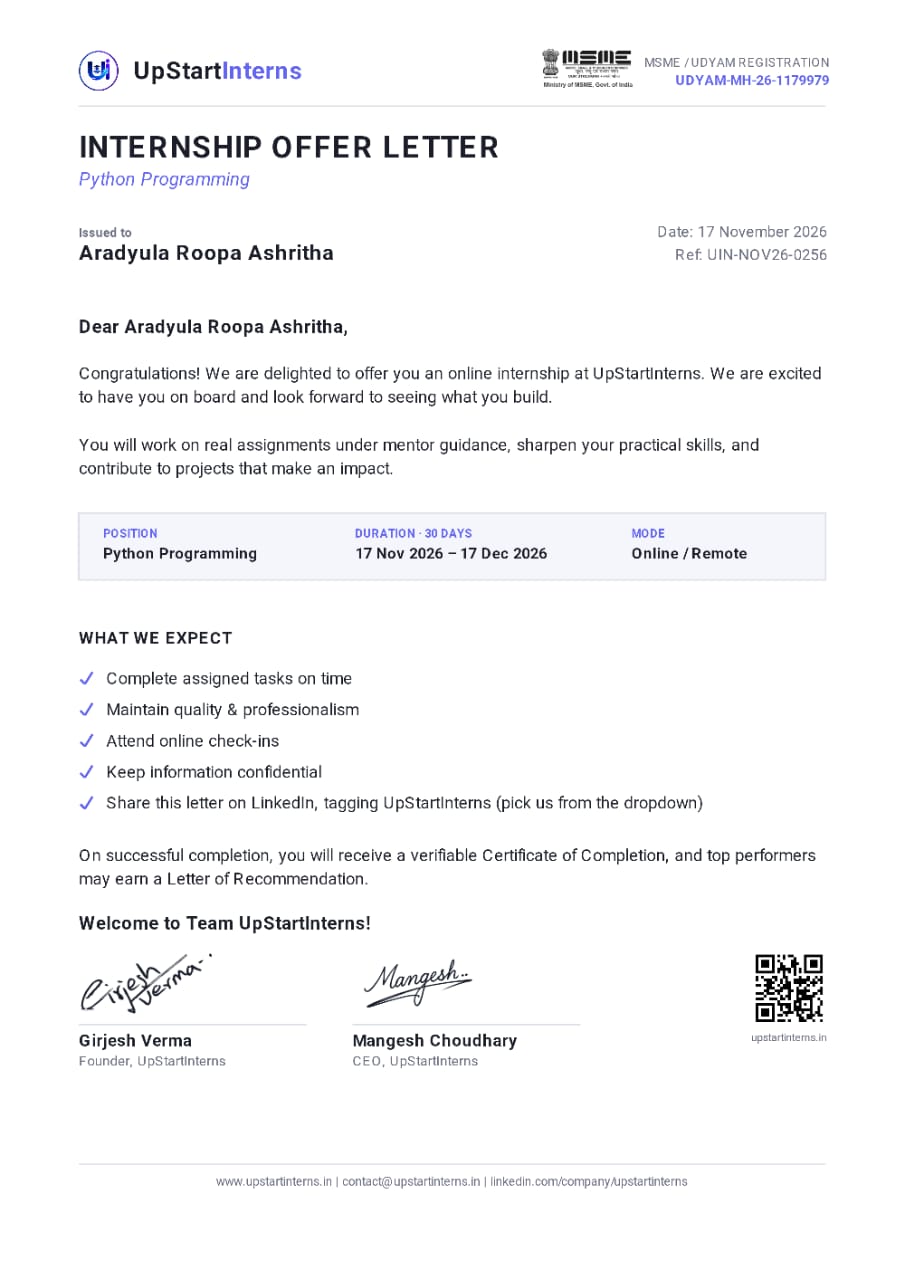 UpStartInterns
MSME
Ministry of MSME, Govt. of India
MSME / UDYAM REGISTRATION
UDYAM-MH-26-1179979
INTERNSHIP OFFER LETTER
Python Programming
Issued to
Aradyula Roopa Ashritha
Date: 17 November 2026
Ref: UIN-NOV26-0256
Dear Aradyula Roopa Ashritha,
Congratulations! We are delighted to offer you an online internship at UpStartInterns. We are excited
to have you on board and look forward to seeing what you build.
You will work on real assignments under mentor guidance, sharpen your practical skills, and
contribute to projects that make an impact.
POSITION
Python Programming
DURATION · 30 DAYS
17 Nov 2026 – 17 Dec 2026
MODE
Online / Remote
WHAT WE EXPECT
✓ Complete assigned tasks on time
✓ Maintain quality & professionalism
✓ Attend online check-ins
✓ Keep information confidential
✓ Share this letter on LinkedIn, tagging UpStartInterns (pick us from the dropdown)
On successful completion, you will receive a verifiable Certificate of Completion, and top performers
may earn a Letter of Recommendation.
Welcome to Team UpStartInterns!
Girjesh Verma
Girjesh Verma
Founder, UpStartInterns
Mangesh..
Mangesh Choudhary
CEO, UpStartInterns
upstartinterns.in
www.upstartinterns.in | contact@upstartinterns.in | linkedin.com/company/upstartinterns